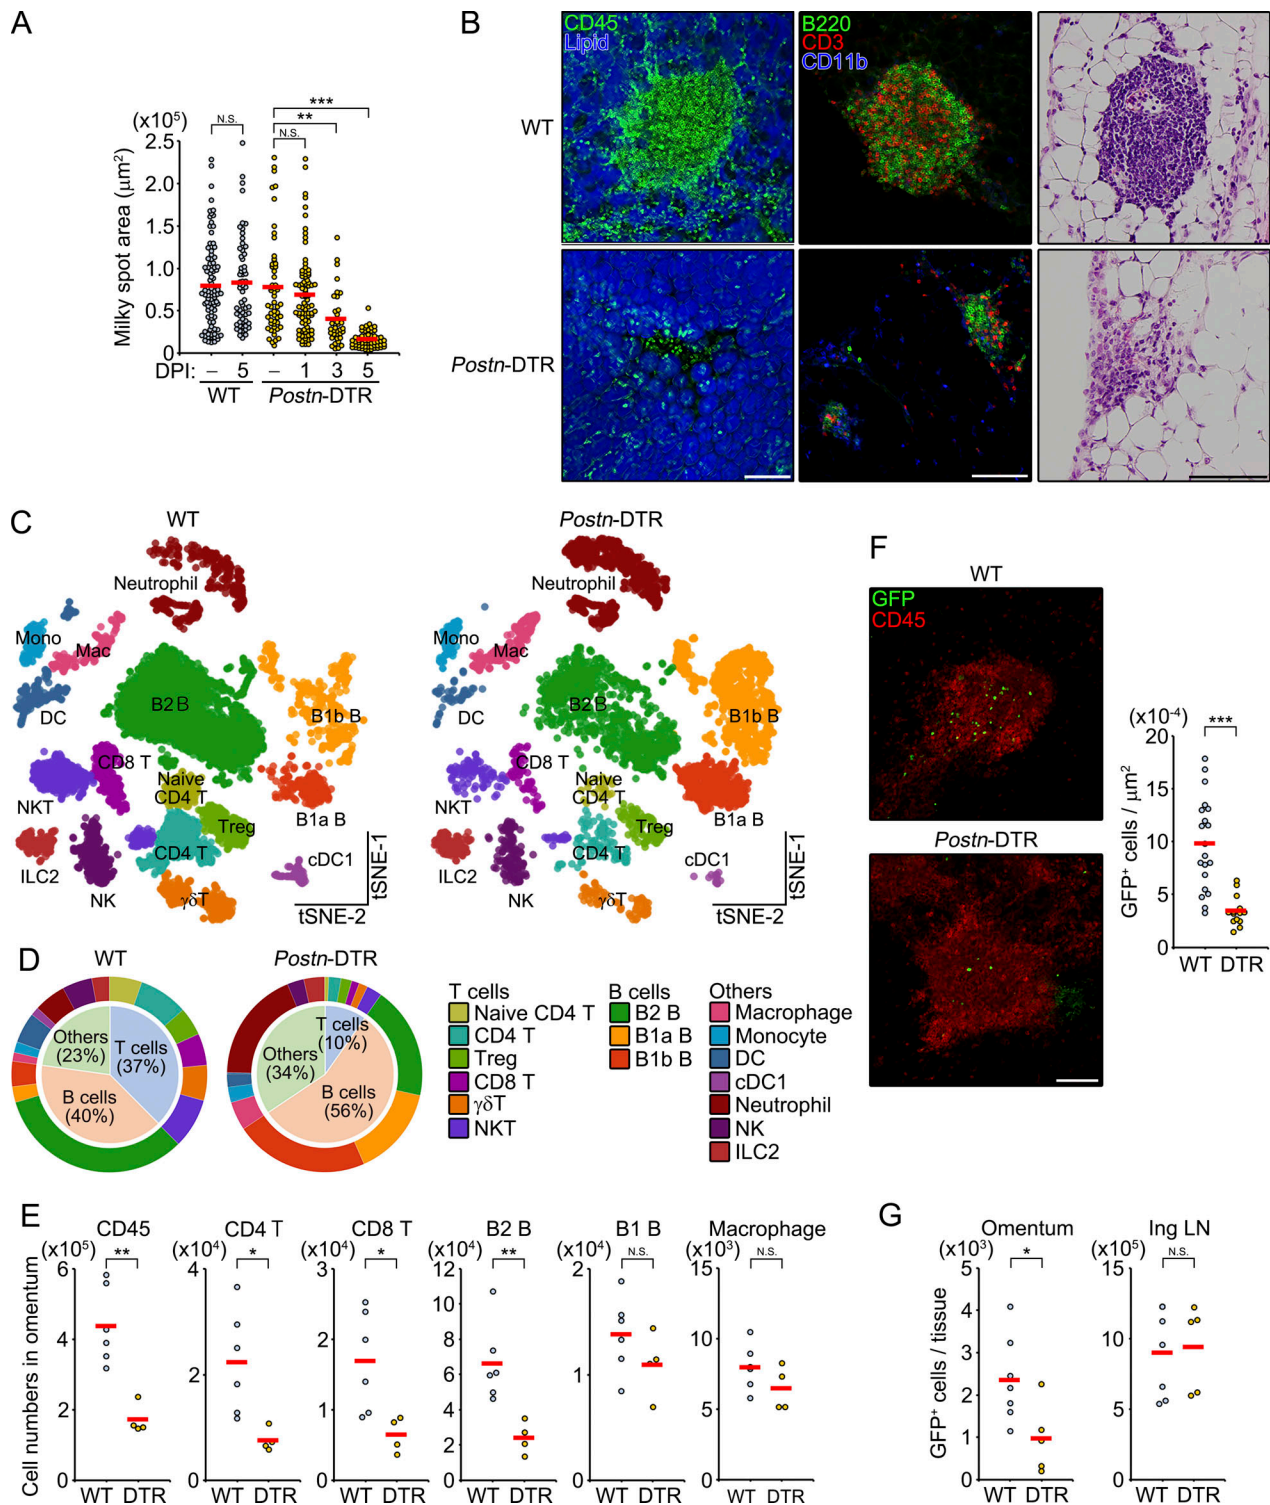 A
(x10⁵)
N.S.
N.S.
**
***
Milky spot area (μm²)
2.5
2.0
1.5
1.0
0.5
0
DPI: – 5 – 1 3 5
WT Postn-DTR
B
CD45
Lipid
B220
CD3
CD11b
WT
Postn-DTR
C
WT
Neutrophil
Mono
Mac
DC
B2 B
B1b B
CD8 T
NKT
Naive
CD4 T
Treg
B1a B
ILC2
NK
CD4 T
γδT
cDC1
tSNE-1
tSNE-2
Postn-DTR
Neutrophil
Mono
Mac
DC
B2 B
B1b B
CD8 T
NKT
Naive
CD4 T
Treg
B1a B
ILC2
NK
CD4 T
γδT
cDC1
tSNE-1
tSNE-2
D
WT
Others
(23%)
T cells
(37%)
B cells
(40%)
Postn-DTR
T cells
(10%)
Others
(34%)
B cells
(56%)
T cells
Naive CD4 T
CD4 T
Treg
CD8 T
γδT
NKT
B cells
B2 B
B1a B
B1b B
Others
Macrophage
Monocyte
DC
cDC1
Neutrophil
NK
ILC2
E
Cell numbers in omentum
CD45
(x10⁵)
**
6
4
2
0
WT DTR
CD4 T
(x10⁴)
*
4
2
0
WT DTR
CD8 T
(x10⁴)
*
3
2
1
0
WT DTR
B2 B
(x10⁴)
**
12
10
8
6
4
2
0
WT DTR
B1 B
(x10⁴)
N.S.
2
1
0
WT DTR
Macrophage
(x10³)
N.S.
15
10
5
0
WT DTR
F
WT
GFP
CD45
Postn-DTR
(x10⁻⁴)
***
GFP⁺ cells / μm²
20
15
10
5
0
WT DTR
G
GFP⁺ cells / tissue
Omentum
(x10³)
*
5
4
3
2
1
0
WT DTR
Ing LN
(x10⁵)
N.S.
15
10
5
0
WT DTR